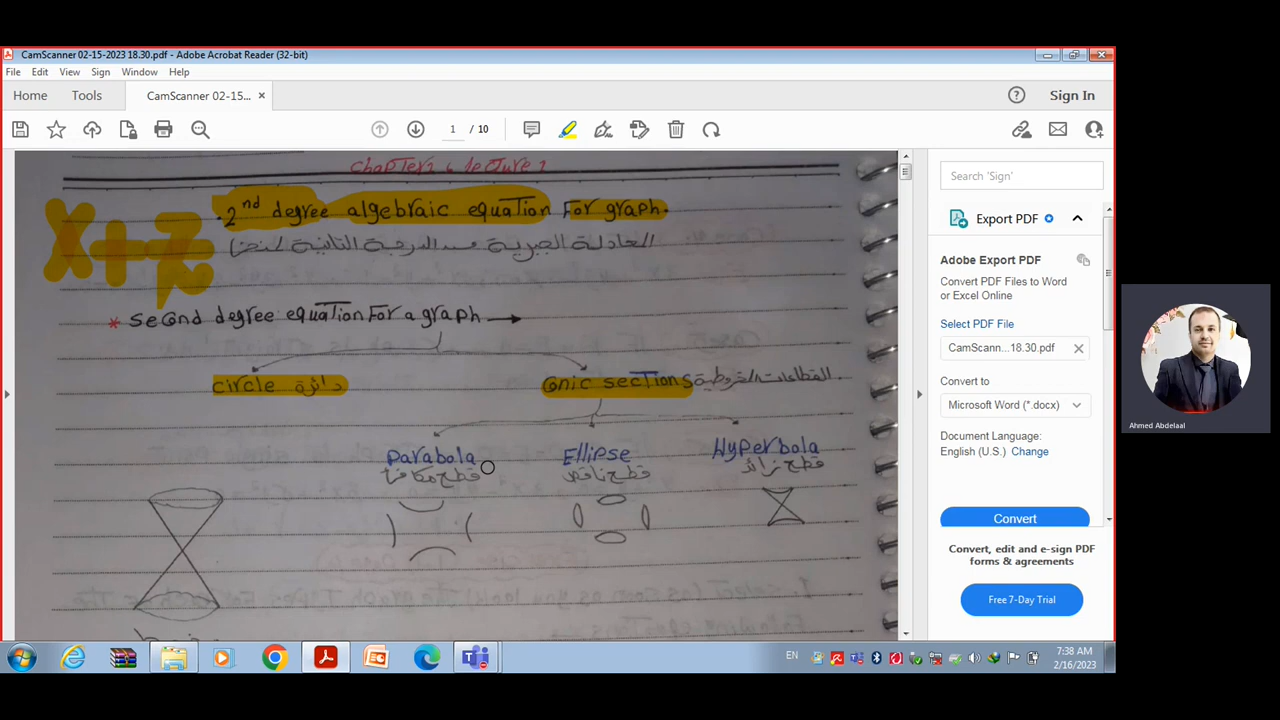 CamScanner 02-15-2023 18.30.pdf - Adobe Acrobat Reader (32-bit)
File Edit View Sign Window Help
Home Tools CamScanner 02-15...
Sign In
1 / 10
Chapter 1 Lecture 1
2nd degree algebraic equation For graph.
المعادلة الجبرية من الدرجة الثانية
* Second degree equation For a graph
circle دائرة
Conic sections القطاعات المخروطية.
Parabola Ellipse Hyperbola
قطع مكافئ قطع ناقص قطع زائد
Search 'Sign'
Export PDF
Adobe Export PDF
Convert PDF Files to Word
or Excel Online
Select PDF File
CamScann...18.30.pdf
Convert to
Microsoft Word (*.docx)
Document Language:
English (U.S.) Change
Convert
Convert, edit and e-sign PDF
forms & agreements
Free 7-Day Trial
Ahmed Abdelaal
EN
7:38 AM
2/16/2023